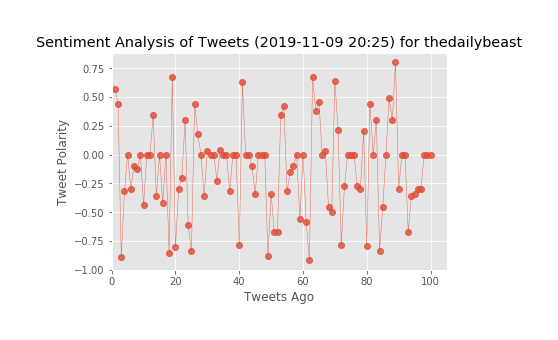 Sentiment Analysis of Tweets (2019-11-09 20:25) for thedailybeast
0.75
0.50
0.25
0.00
−0.25
−0.50
−0.75
−1.00
Tweet Polarity
0 20 40 60 80 100
Tweets Ago